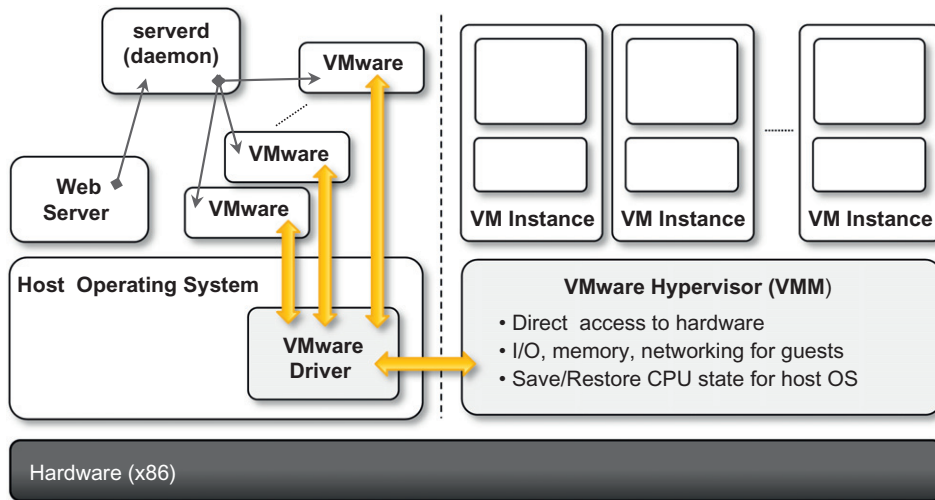 serverd
(daemon)
VMware
VMware
VMware
Web
Server
Host Operating System
VMware
Driver
VM Instance
VM Instance
VM Instance
VMware Hypervisor (VMM)
• Direct access to hardware
• I/O, memory, networking for guests
• Save/Restore CPU state for host OS
Hardware (x86)